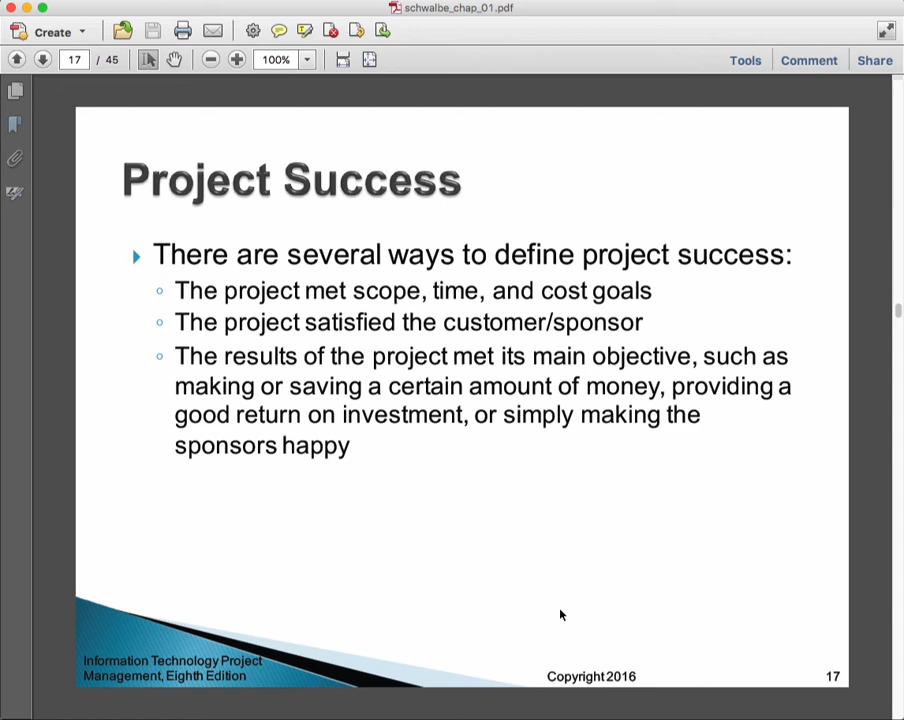 schwalbe_chap_01.pdf
Create
17 / 45 100% Tools Comment Share
Project Success
There are several ways to define project success:
The project met scope, time, and cost goals
The project satisfied the customer/sponsor
The results of the project met its main objective, such as
making or saving a certain amount of money, providing a
good return on investment, or simply making the
sponsors happy
Information Technology Project
Management, Eighth Edition
Copyright 2016
17